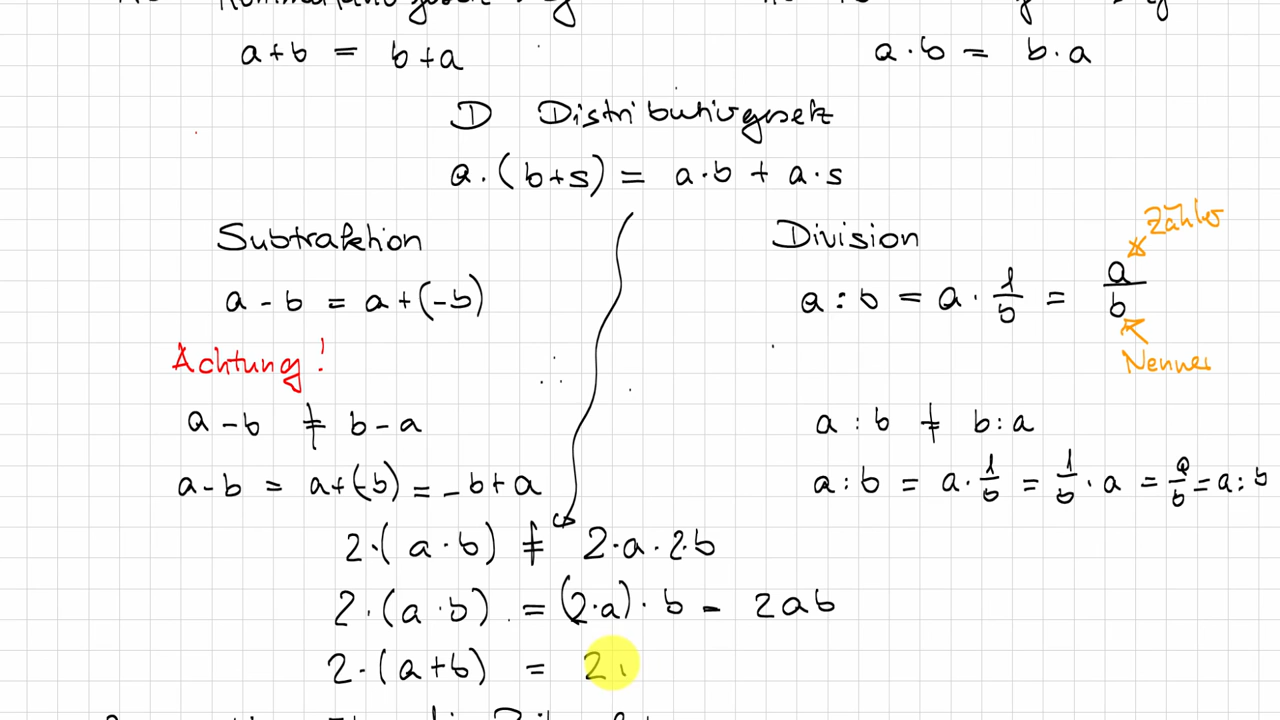 a+b = b+a
a·b = b·a
D Distributivgesetz
a·(b+s) = a·b + a·s
Subtraktion
a - b = a+(-b)
Achtung!
a - b ≠ b - a
a - b = a+(-b) = -b+a
Division
Zähler
a : b = a · 1/b = a/b
Nenner
a : b ≠ b : a
a : b = a · 1/b = 1/b · a = a/b = a : b
2·(a·b) ≠ 2·a·2·b
2·(a·b) = (2·a)·b = 2ab
2·(a+b) = 2·